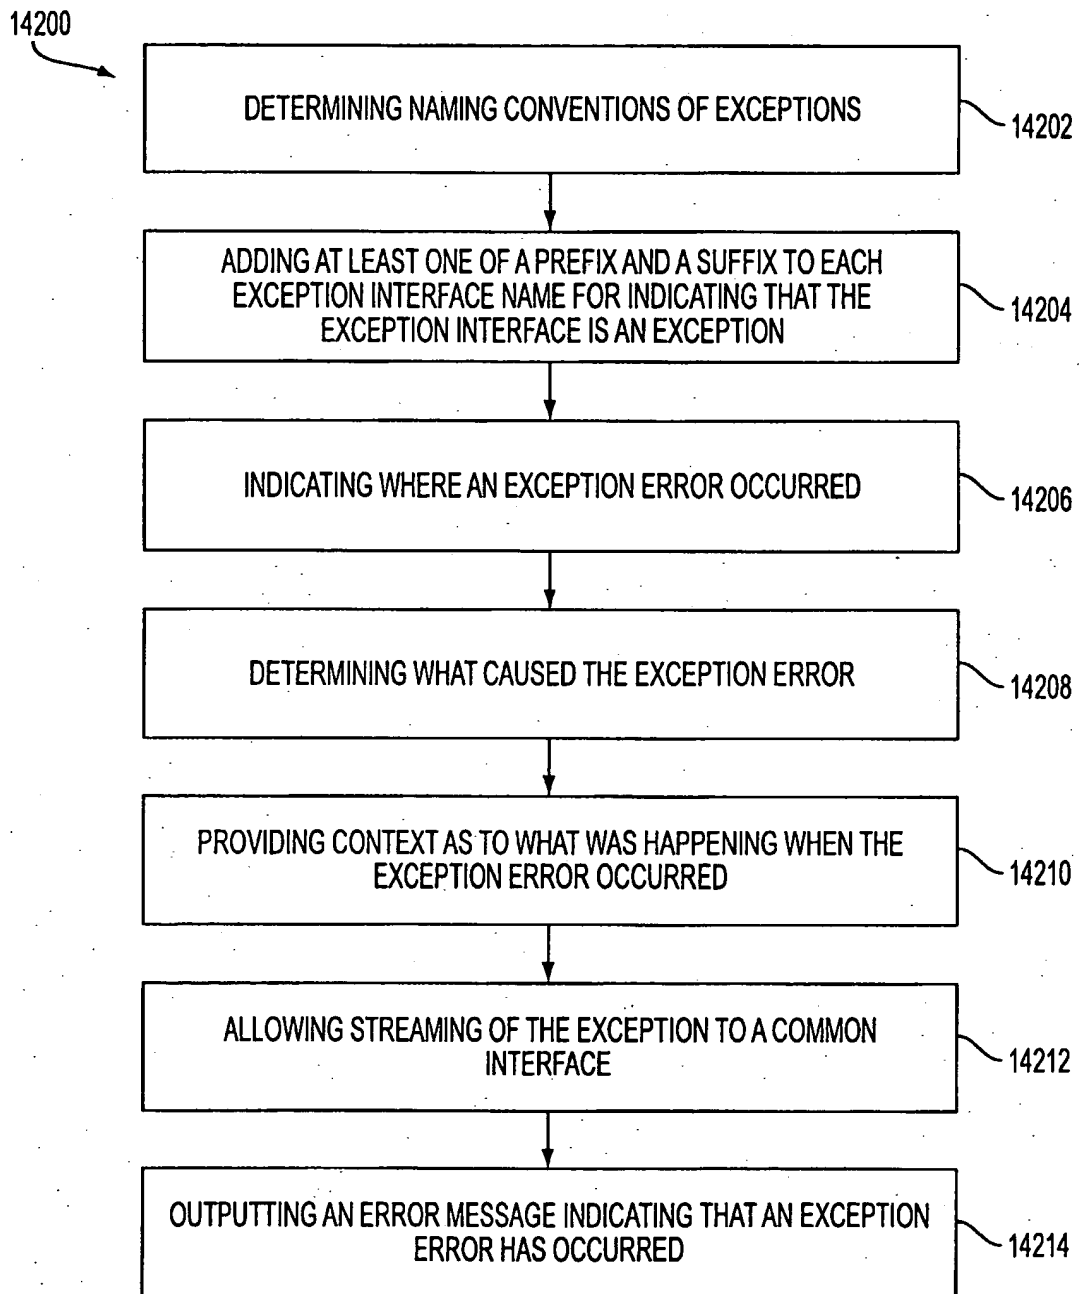 14200
DETERMINING NAMING CONVENTIONS OF EXCEPTIONS
14202
ADDING AT LEAST ONE OF A PREFIX AND A SUFFIX TO EACH
EXCEPTION INTERFACE NAME FOR INDICATING THAT THE
EXCEPTION INTERFACE IS AN EXCEPTION
14204
INDICATING WHERE AN EXCEPTION ERROR OCCURRED
14206
DETERMINING WHAT CAUSED THE EXCEPTION ERROR
14208
PROVIDING CONTEXT AS TO WHAT WAS HAPPENING WHEN THE
EXCEPTION ERROR OCCURRED
14210
ALLOWING STREAMING OF THE EXCEPTION TO A COMMON
INTERFACE
14212
OUTPUTTING AN ERROR MESSAGE INDICATING THAT AN EXCEPTION
ERROR HAS OCCURRED
14214